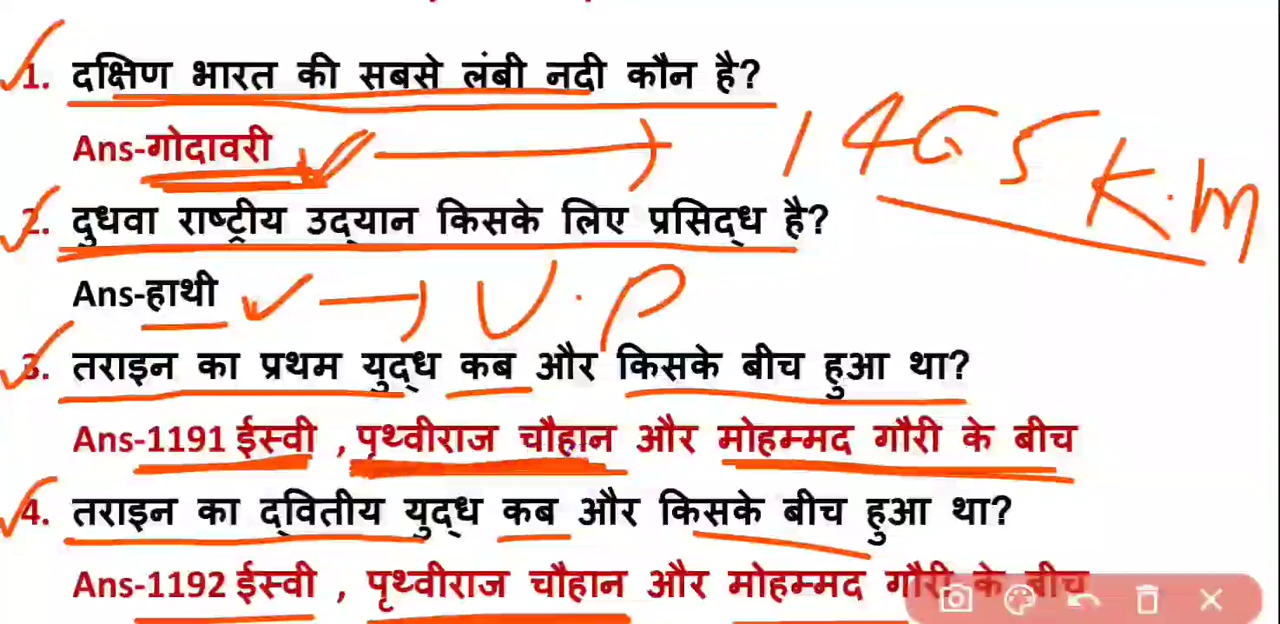 1. दक्षिण भारत की सबसे लंबी नदी कौन है?
Ans-गोदावरी → 1465 K.m
2. दुधवा राष्ट्रीय उद्यान किसके लिए प्रसिद्ध है?
Ans-हाथी → U.P
3. तराइन का प्रथम युद्ध कब और किसके बीच हुआ था?
Ans-1191 ईस्वी , पृथ्वीराज चौहान और मोहम्मद गौरी के बीच
4. तराइन का द्वितीय युद्ध कब और किसके बीच हुआ था?
Ans-1192 ईस्वी , पृथ्वीराज चौहान और मोहम्मद गौरी के बीच